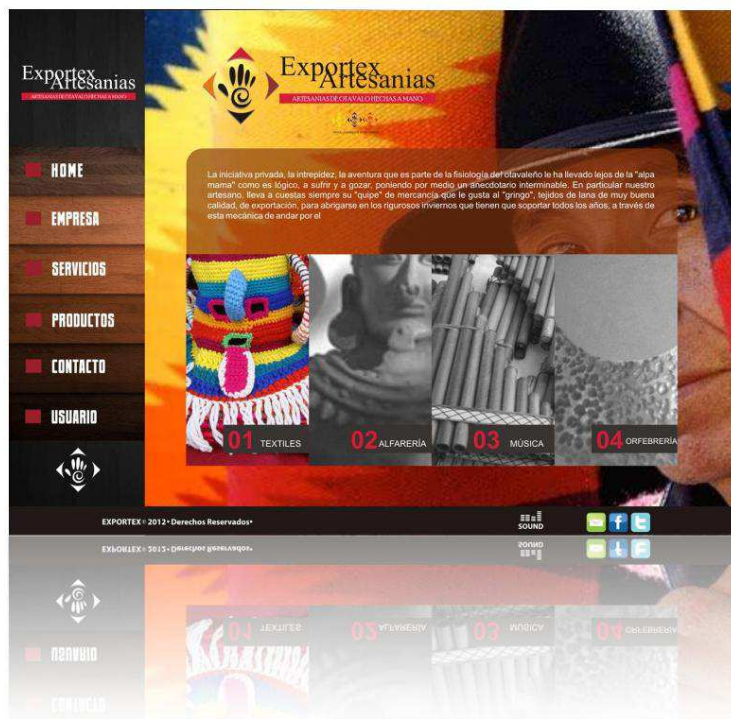 Exportex
Artesanias
ARTESANIAS DE OTAVALO HECHAS A MANO
HOME
EMPRESA
SERVICIOS
PRODUCTOS
CONTACTO
USUARIO
Exportex
Artesanias
ARTESANIAS DE OTAVALO HECHAS A MANO
La iniciativa privada, la intrepidez, la aventura que es parte de la fisiología del otavaleño le ha llevado lejos de la "alpa
mama" como es lógico, a sufrir y a gozar, poniendo por medio un anecdotario interminable. En particular nuestro
artesano, lleva a cuestas siempre su "quipe" de mercancía que le gusta al "gringo", tejidos de lana de muy buena
calidad, de exportación, para abrigarse en los rigurosos inviernos que tienen que soportar todos los años, a través de
esta mecánica de andar por el
01 TEXTILES
02 ALFARERÍA
03 MÚSICA
04 ORFEBRERÍA
EXPORTEX® 2012• Derechos Reservados•
SOUND